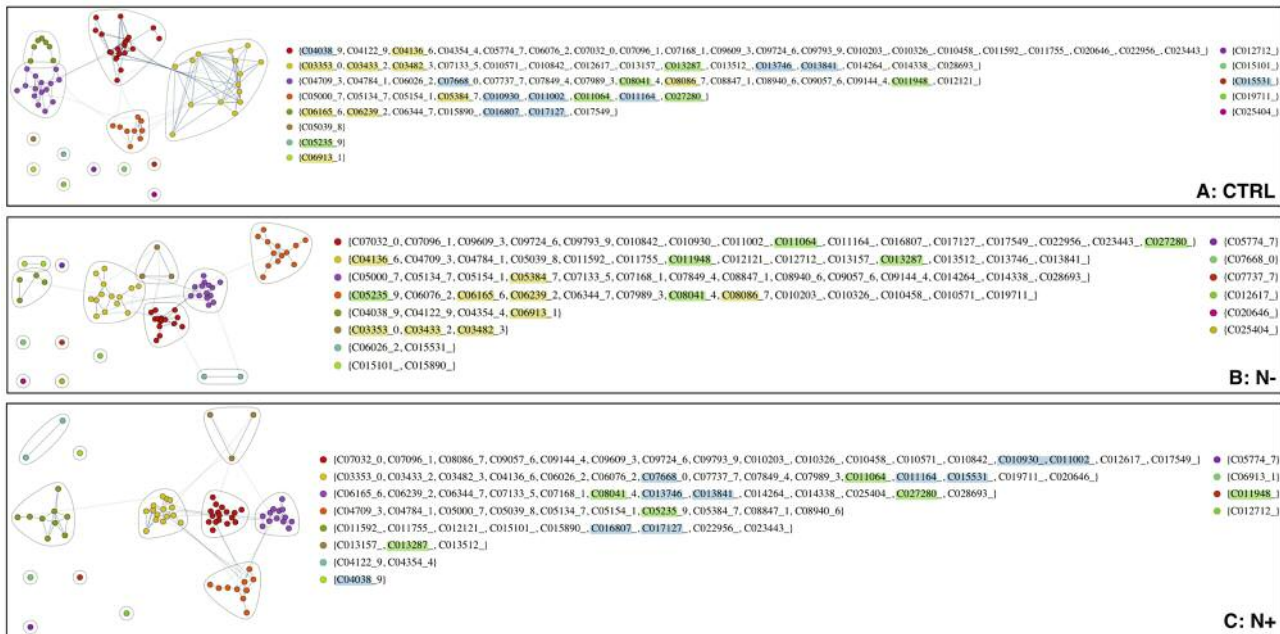 {C04038_9, C04122_9, C04136_6, C04354_4, C05774_7, C06076_2, C07032_0, C07096_1, C07168_1, C09609_3, C09724_6, C09793_9, C010203_, C010326_, C010458_, C011592_, C011755_, C020646_, C022956_, C023443_}
{C03353_0, C03433_2, C03482_3, C07133_5, C010571_, C010842_, C012617_, C013157_, C013287_, C013512_, C013746_, C013841_, C014264_, C014338_, C028693_}
{C04709_3, C04784_1, C06026_2, C07668_0, C07737_7, C07849_4, C07989_3, C08041_4, C08086_7, C08847_1, C08940_6, C09057_6, C09144_4, C011948_, C012121_}
{C05000_7, C05134_7, C05154_1, C05384_7, C010930_, C011002_, C011064_, C011164_, C027280_}
{C06165_6, C06239_2, C06344_7, C015890_, C016807_, C017127_, C017549_}
{C05039_8}
{C05235_9}
{C06913_1}
{C012712_}
{C015101_}
{C015531_}
{C019711_}
{C025404_}
A: CTRL
{C07032_0, C07096_1, C09609_3, C09724_6, C09793_9, C010842_, C010930_, C011002_, C011064_, C011164_, C016807_, C017127_, C017549_, C022956_, C023443_, C027280_}
{C04136_6, C04709_3, C04784_1, C05039_8, C011592_, C011755_, C011948_, C012121_, C012712_, C013157_, C013287_, C013512_, C013746_, C013841_}
{C05000_7, C05134_7, C05154_1, C05384_7, C07133_5, C07168_1, C07849_4, C08847_1, C08940_6, C09057_6, C09144_4, C014264_, C014338_, C028693_}
{C05235_9, C06076_2, C06165_6, C06239_2, C06344_7, C07989_3, C08041_4, C08086_7, C010203_, C010326_, C010458_, C010571_, C019711_}
{C04038_9, C04122_9, C04354_4, C06913_1}
{C03353_0, C03433_2, C03482_3}
{C06026_2, C015531_}
{C015101_, C015890_}
{C05774_7}
{C07668_0}
{C07737_7}
{C012617_}
{C020646_}
{C025404_}
B: N-
{C07032_0, C07096_1, C08086_7, C09057_6, C09144_4, C09609_3, C09724_6, C09793_9, C010203_, C010326_, C010458_, C010571_, C010842_, C010930_, C011002_, C012617_, C017549_}
{C03353_0, C03433_2, C03482_3, C04136_6, C06026_2, C06076_2, C07668_0, C07737_7, C07849_4, C07989_3, C011064_, C011164_, C015531_, C019711_, C020646_}
{C06165_6, C06239_2, C06344_7, C07133_5, C07168_1, C08041_4, C013746_, C013841_, C014264_, C014338_, C025404_, C027280_, C028693_}
{C04709_3, C04784_1, C05000_7, C05039_8, C05134_7, C05154_1, C05235_9, C05384_7, C08847_1, C08940_6}
{C011592_, C011755_, C012121_, C015101_, C015890_, C016807_, C017127_, C022956_, C023443_}
{C013157_, C013287_, C013512_}
{C04122_9, C04354_4}
{C04038_9}
{C05774_7}
{C06913_1}
{C011948_}
{C012712_}
C: N+